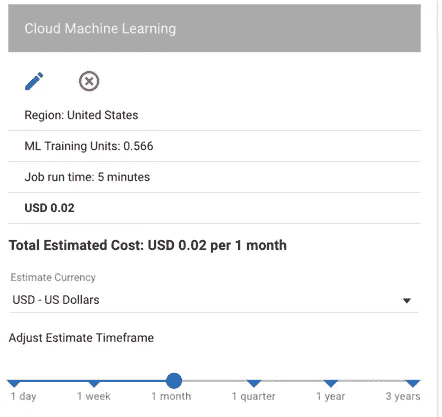 Cloud Machine Learning
Region: United States
ML Training Units: 0.566
Job run time: 5 minutes
USD 0.02
Total Estimated Cost: USD 0.02 per 1 month
Estimate Currency
USD - US Dollars
Adjust Estimate Timeframe
1 day 1 week 1 month 1 quarter 1 year 3 years